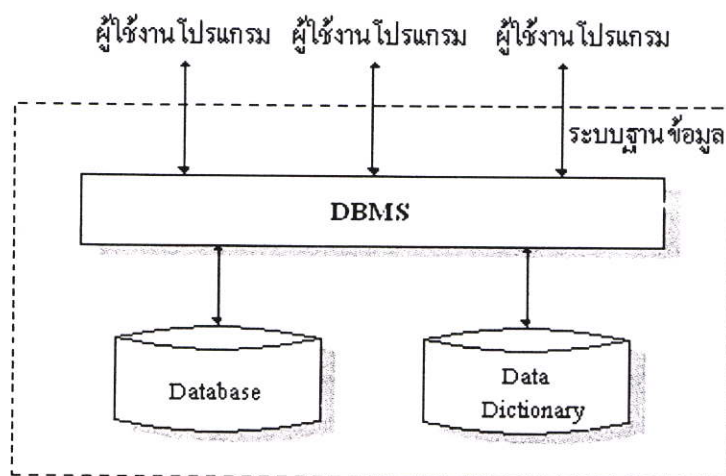 ผู้ใช้งานโปรแกรม ผู้ใช้งานโปรแกรม ผู้ใช้งานโปรแกรม
ระบบฐานข้อมูล
DBMS
Database
Data
Dictionary